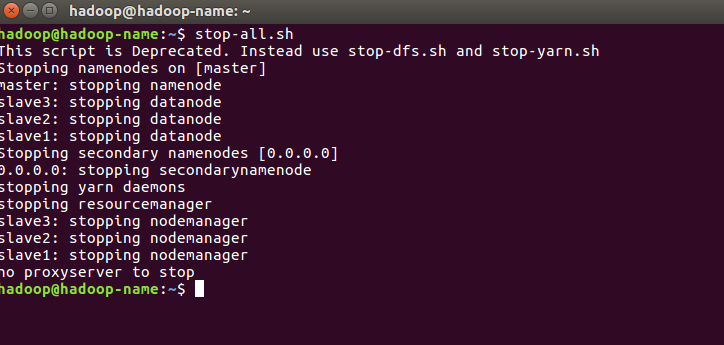 hadoop@hadoop-name: ~
hadoop@hadoop-name:~$ stop-all.sh
This script is Deprecated. Instead use stop-dfs.sh and stop-yarn.sh
Stopping namenodes on [master]
master: stopping namenode
slave3: stopping datanode
slave2: stopping datanode
slave1: stopping datanode
Stopping secondary namenodes [0.0.0.0]
0.0.0.0: stopping secondarynamenode
stopping yarn daemons
stopping resourcemanager
slave3: stopping nodemanager
slave2: stopping nodemanager
slave1: stopping nodemanager
no proxyserver to stop
hadoop@hadoop-name:~$